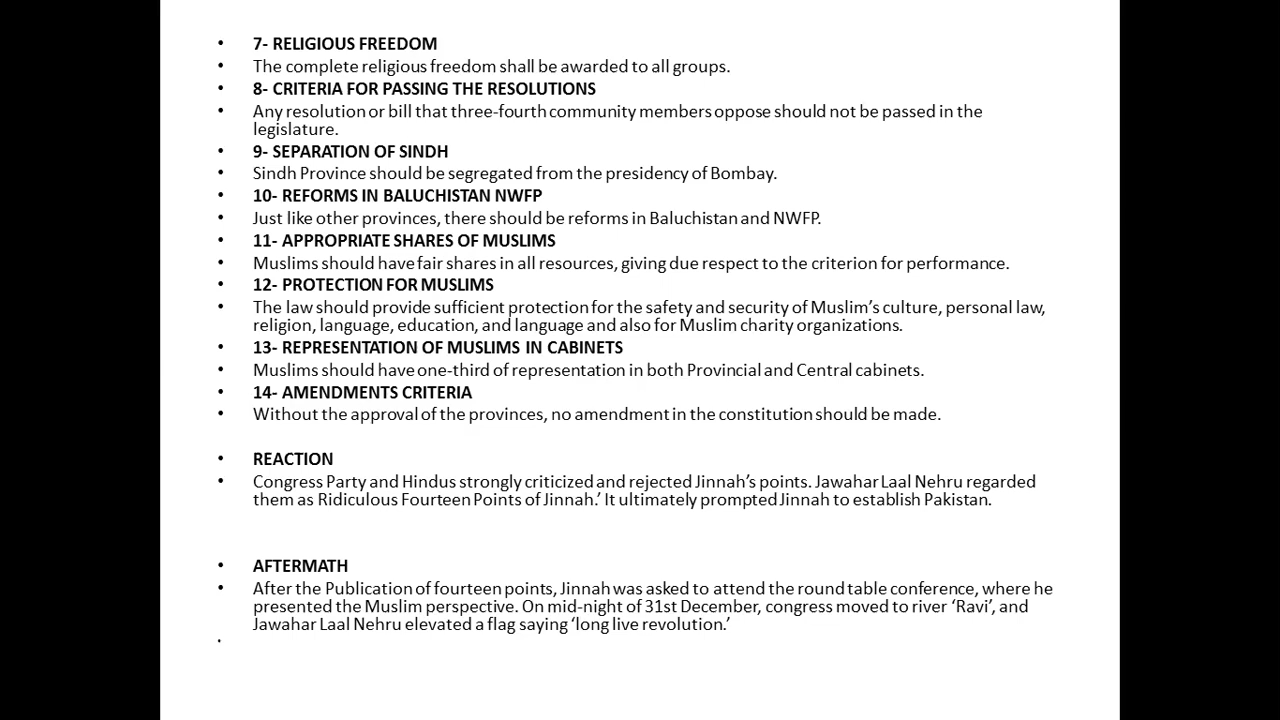 • 7- RELIGIOUS FREEDOM
• The complete religious freedom shall be awarded to all groups.
• 8- CRITERIA FOR PASSING THE RESOLUTIONS
• Any resolution or bill that three-fourth community members oppose should not be passed in the
legislature.
• 9- SEPARATION OF SINDH
• Sindh Province should be segregated from the presidency of Bombay.
• 10- REFORMS IN BALUCHISTAN NWFP
• Just like other provinces, there should be reforms in Baluchistan and NWFP.
• 11- APPROPRIATE SHARES OF MUSLIMS
• Muslims should have fair shares in all resources, giving due respect to the criterion for performance.
• 12- PROTECTION FOR MUSLIMS
• The law should provide sufficient protection for the safety and security of Muslim’s culture, personal law,
religion, language, education, and language and also for Muslim charity organizations.
• 13- REPRESENTATION OF MUSLIMS IN CABINETS
• Muslims should have one-third of representation in both Provincial and Central cabinets.
• 14- AMENDMENTS CRITERIA
• Without the approval of the provinces, no amendment in the constitution should be made.
• REACTION
• Congress Party and Hindus strongly criticized and rejected Jinnah’s points. Jawahar Laal Nehru regarded
them as Ridiculous Fourteen Points of Jinnah.’ It ultimately prompted Jinnah to establish Pakistan.
• AFTERMATH
• After the Publication of fourteen points, Jinnah was asked to attend the round table conference, where he
presented the Muslim perspective. On mid-night of 31st December, congress moved to river ‘Ravi’, and
Jawahar Laal Nehru elevated a flag saying ‘long live revolution.’
•